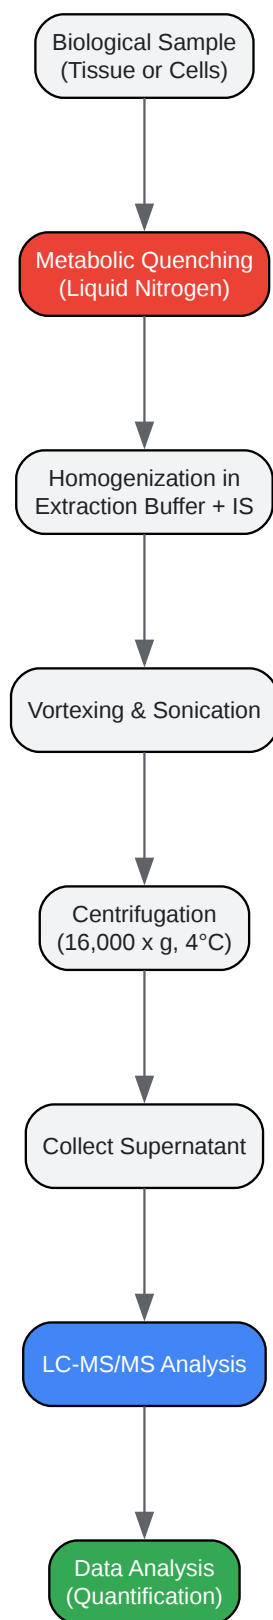 Biological Sample
(Tissue or Cells)
Metabolic Quenching
(Liquid Nitrogen)
Homogenization in
Extraction Buffer + IS
Vortexing & Sonication
Centrifugation
(16,000 x g, 4°C)
Collect Supernatant
LC-MS/MS Analysis
Data Analysis
(Quantification)